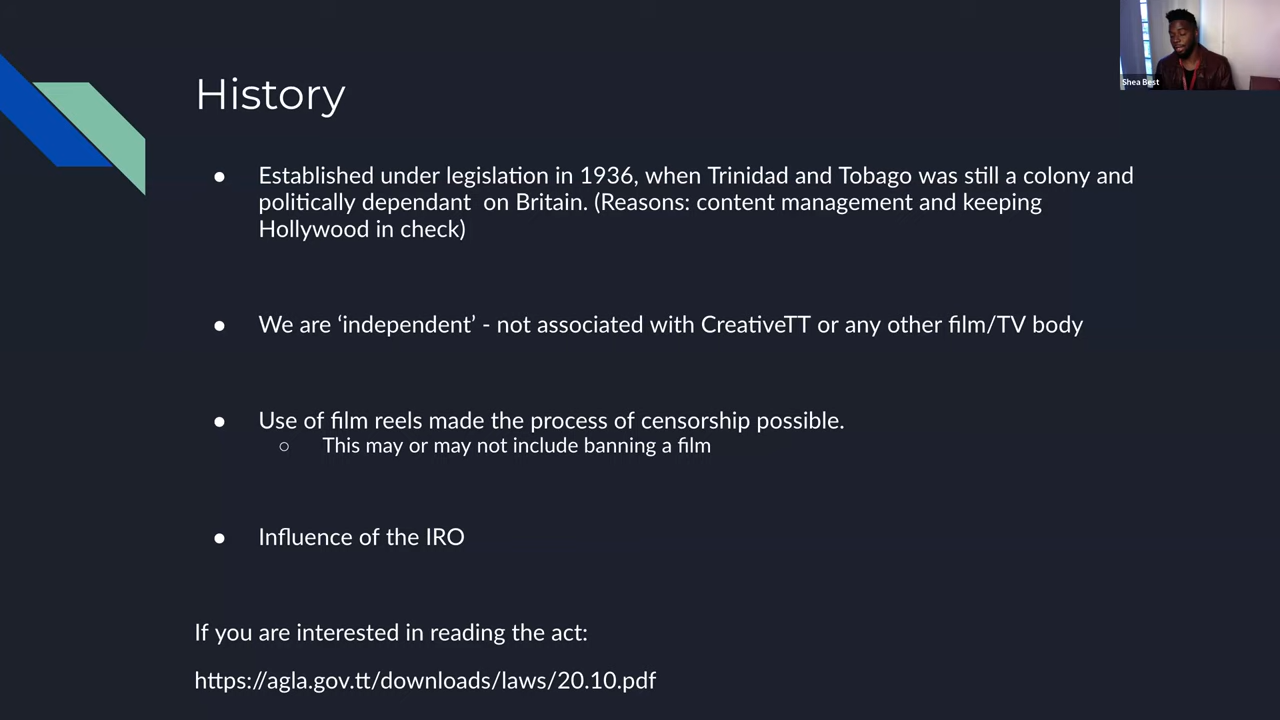 Shea Best
History
● Established under legislation in 1936, when Trinidad and Tobago was still a colony and
politically dependant on Britain. (Reasons: content management and keeping
Hollywood in check)
● We are ‘independent’ - not associated with CreativeTT or any other film/TV body
● Use of film reels made the process of censorship possible.
○ This may or may not include banning a film
● Influence of the IRO
If you are interested in reading the act:
https://agla.gov.tt/downloads/laws/20.10.pdf